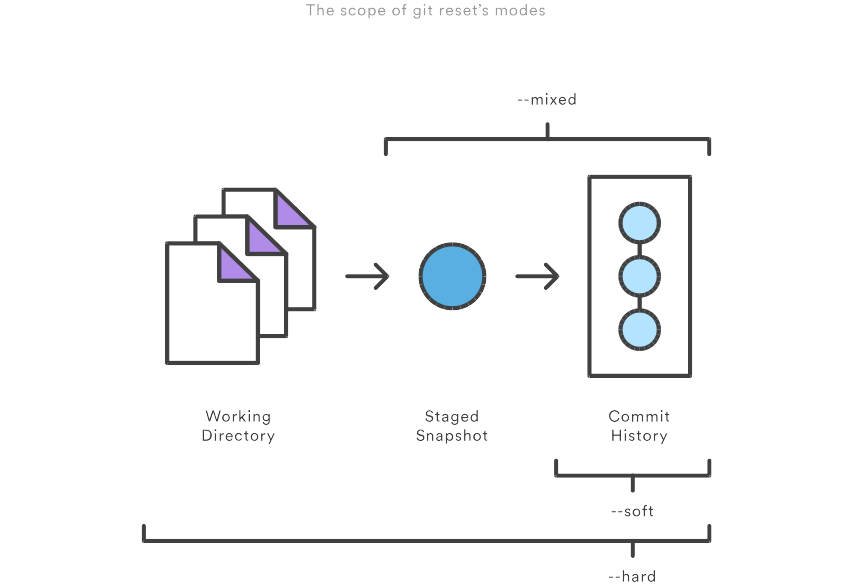 The scope of git reset’s modes
--mixed
Working
Directory
Staged
Snapshot
Commit
History
--soft
--hard